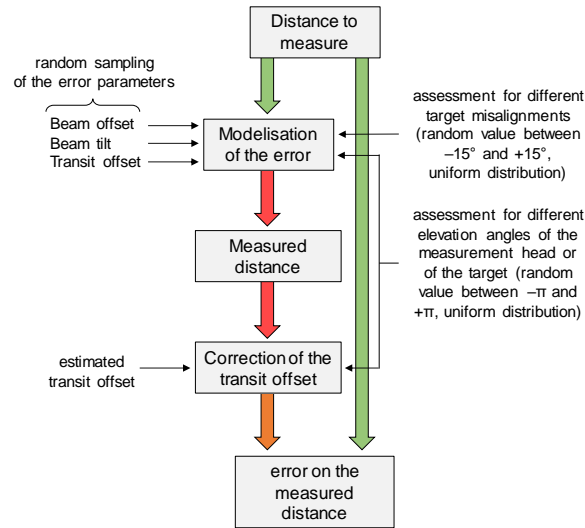 Distance to
measure
random sampling
of the error parameters
Beam offset
Beam tilt
Transit offset
Modelisation
of the error
assessment for different
target misalignments
(random value between
–15° and +15°,
uniform distribution)
assessment for different
elevation angles of the
measurement head or
of the target (random
value between –π and
+π, uniform distribution)
Measured
distance
estimated
transit offset
Correction of the
transit offset
error on the
measured
distance